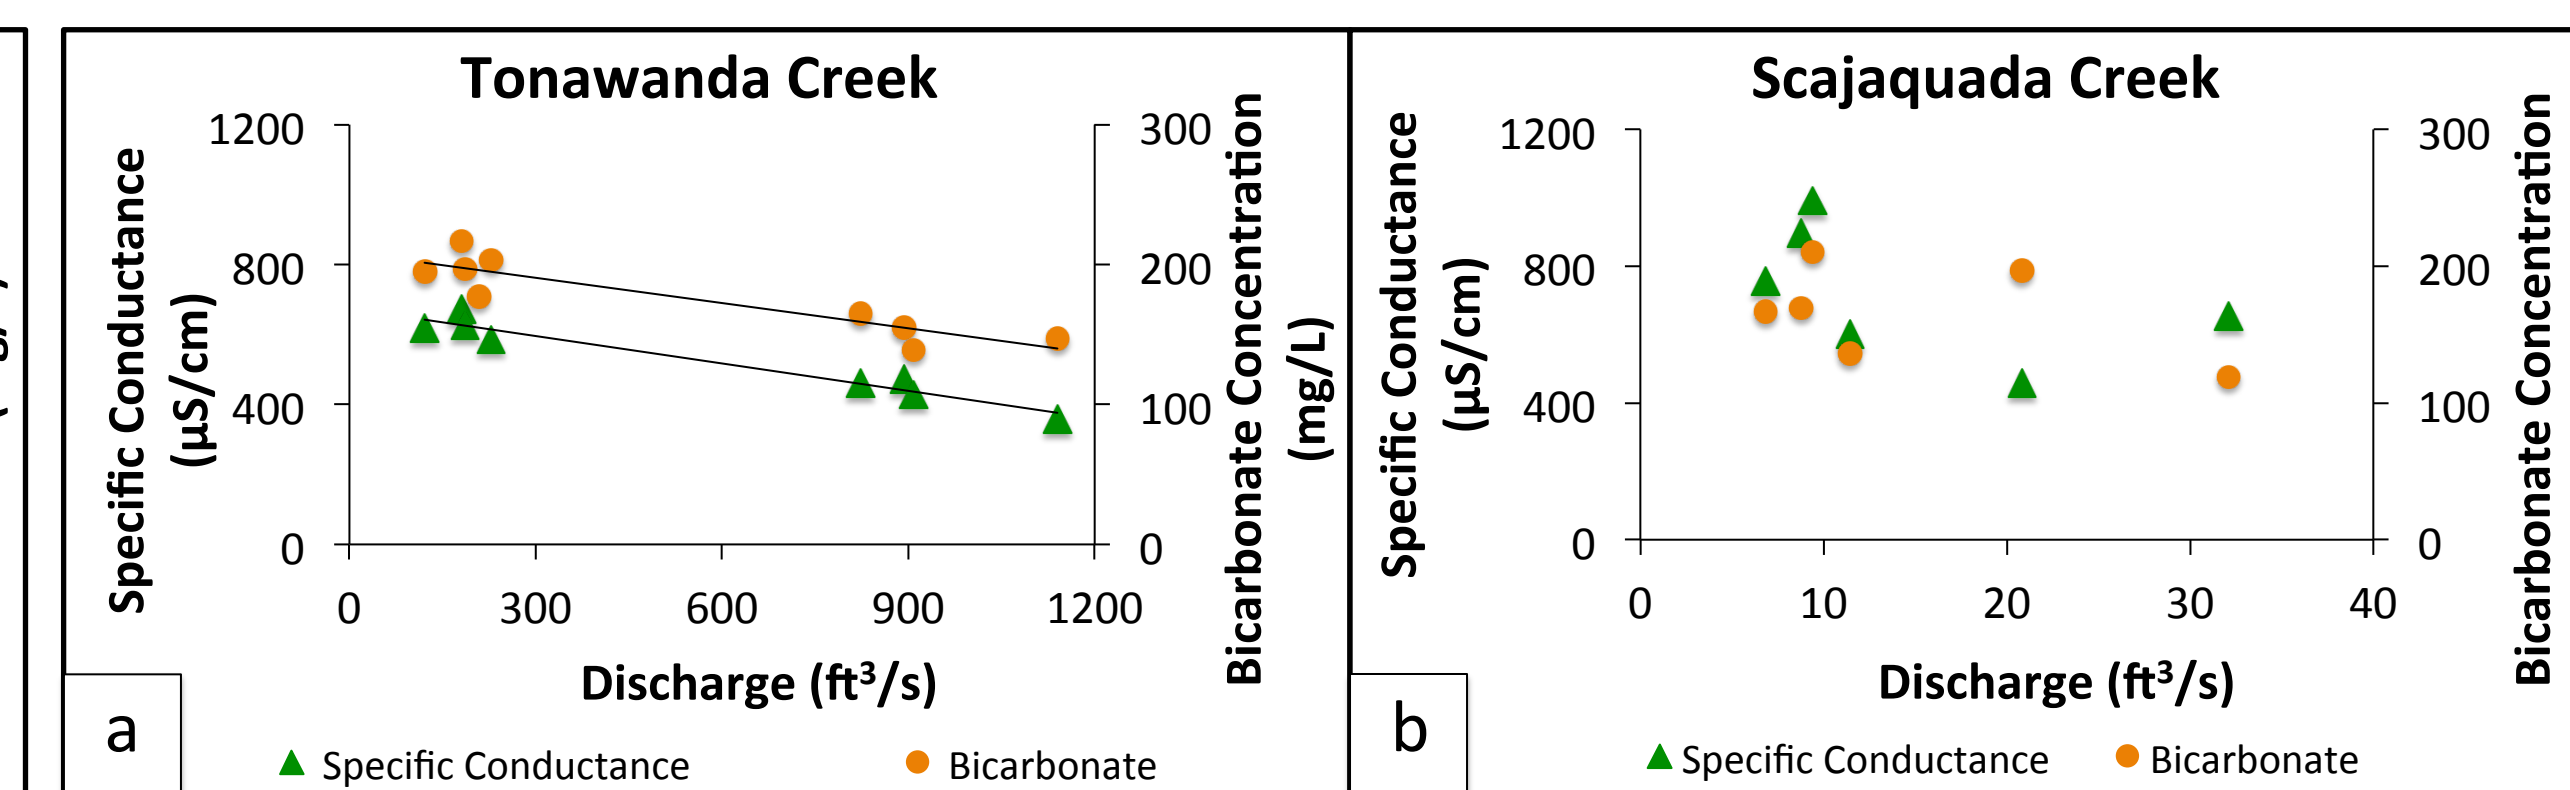 Tonawanda Creek
Specific Conductance
(µS/cm)
1200
800
400
0
300
200
100
0
Bicarbonate Concentration
(mg/L)
0 300 600 900 1200
Discharge (ft³/s)
a
Specific Conductance Bicarbonate
Scajaquada Creek
Specific Conductance
(µS/cm)
1200
800
400
0
300
200
100
0
Bicarbonate Concentration
0 10 20 30 40
Discharge (ft³/s)
b
Specific Conductance Bicarbonate